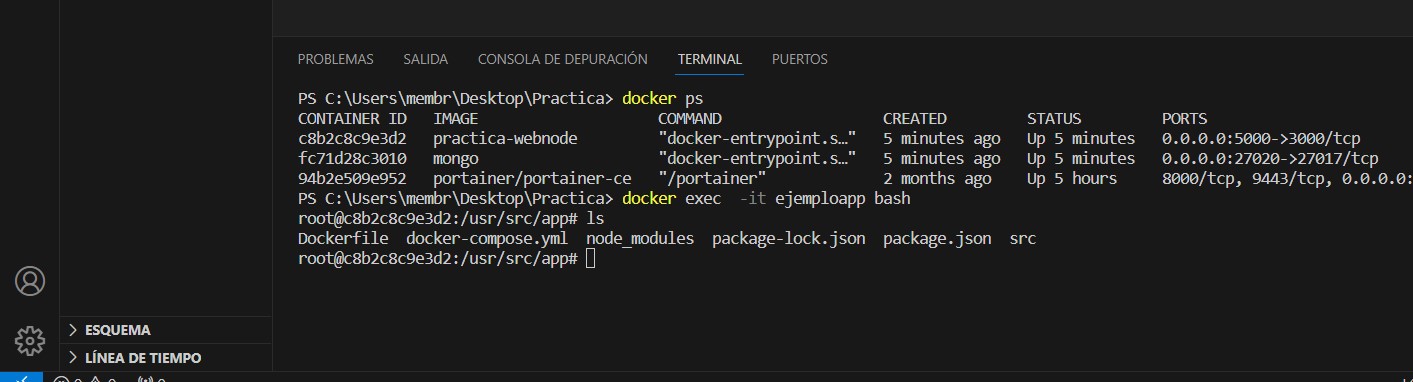 PROBLEMAS SALIDA CONSOLA DE DEPURACIÓN TERMINAL PUERTOS
PS C:\Users\membr\Desktop\Practica> docker ps
CONTAINER ID IMAGE COMMAND CREATED STATUS PORTS
c8b2c8c9e3d2 practica-webnode "docker-entrypoint.s…" 5 minutes ago Up 5 minutes 0.0.0.0:5000->3000/tcp
fc71d28c3010 mongo "docker-entrypoint.s…" 5 minutes ago Up 5 minutes 0.0.0.0:27020->27017/tcp
94b2e509e952 portainer/portainer-ce "/portainer" 2 months ago Up 5 hours 8000/tcp, 9443/tcp, 0.0.0.0:
PS C:\Users\membr\Desktop\Practica> docker exec -it ejemploapp bash
root@c8b2c8c9e3d2:/usr/src/app# ls
Dockerfile docker-compose.yml node_modules package-lock.json package.json src
root@c8b2c8c9e3d2:/usr/src/app#
ESQUEMA
LÍNEA DE TIEMPO